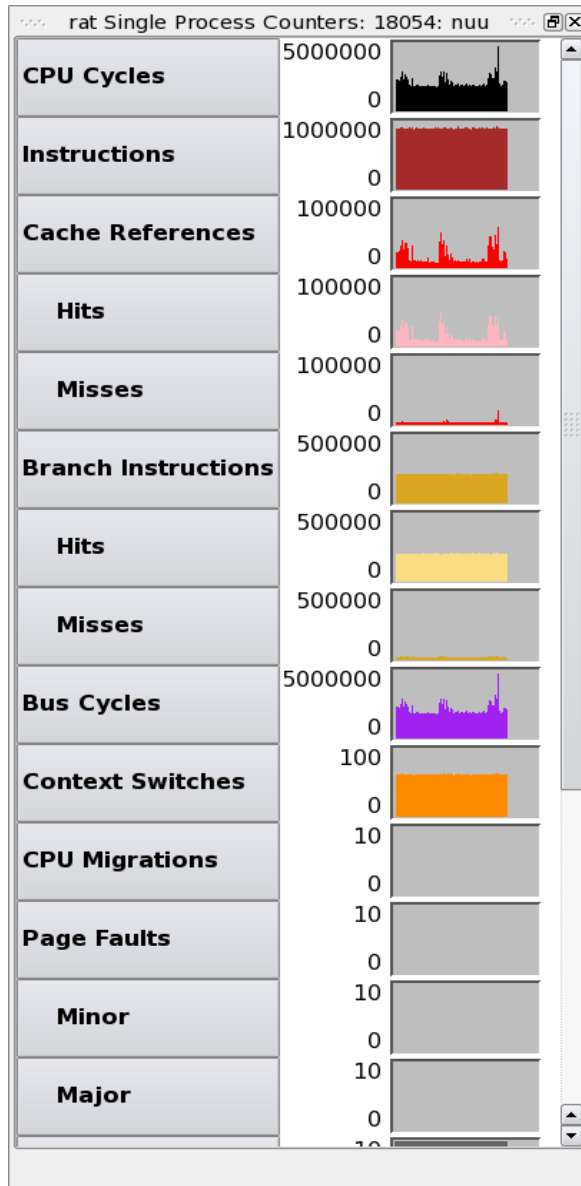 rat Single Process Counters: 18054: nuu
CPU Cycles
5000000
0
Instructions
1000000
0
Cache References
100000
0
Hits
100000
0
Misses
100000
0
Branch Instructions
500000
0
Hits
500000
0
Misses
500000
0
Bus Cycles
5000000
0
Context Switches
100
0
CPU Migrations
10
0
Page Faults
10
0
Minor
10
0
Major
10
0